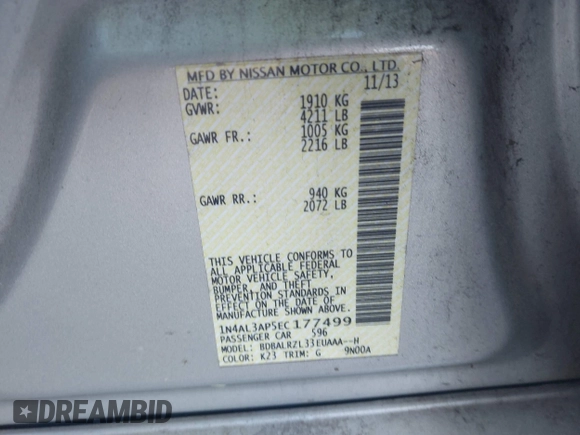 MFD BY NISSAN MOTOR CO., LTD.
DATE: 11/13
GVWR: 1910 KG
4211 LB
GAWR FR.: 1005 KG
2216 LB
GAWR RR.: 940 KG
2072 LB
THIS VEHICLE CONFORMS TO
ALL APPLICABLE FEDERAL
MOTOR VEHICLE SAFETY,
BUMPER, AND THEFT
PREVENTION STANDARDS IN
EFFECT ON THE DATE OF
MANUFACTURE SHOWN ABOVE.
1N4AL3AP5EC177499
PASSENGER CAR 596
MODEL: BDBALRZL33EUAAA--H
COLOR: K23 TRIM: G 9N00A
DREAMBID